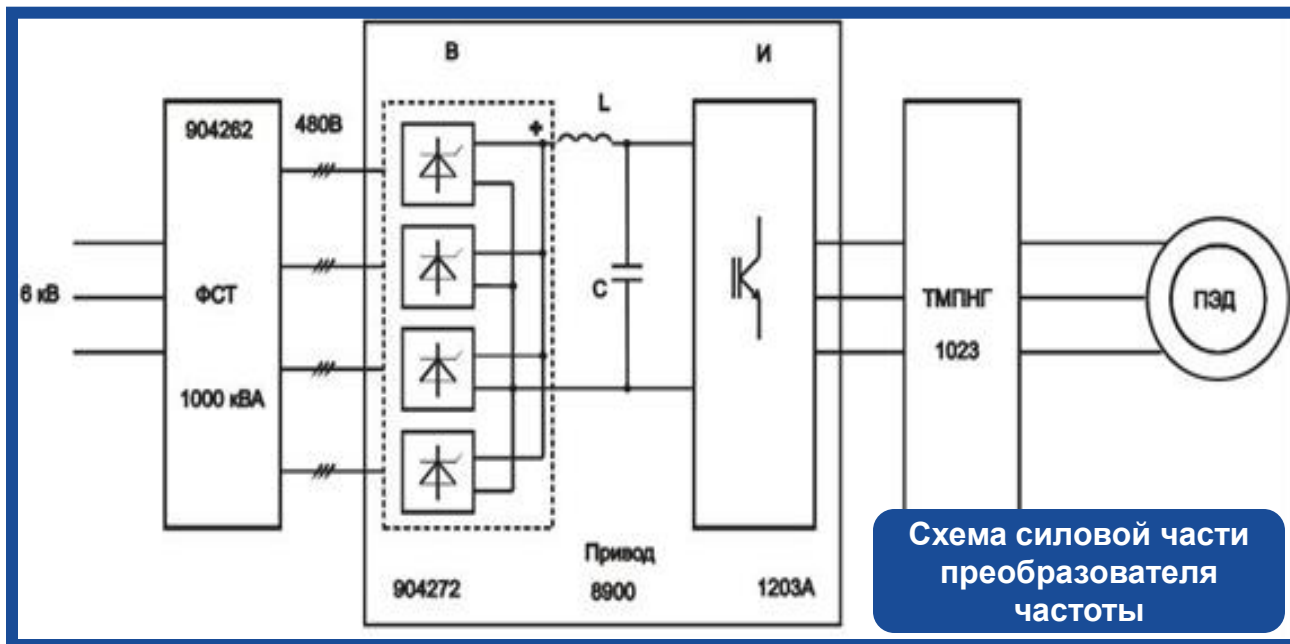 В
И
904262
480В
+
L
6 кВ
ФСТ
С
ТМПНГ
ПЭД
1023
1000 кВА
Привод
904272
8900
1203А
Схема силовой части
преобразователя
частоты